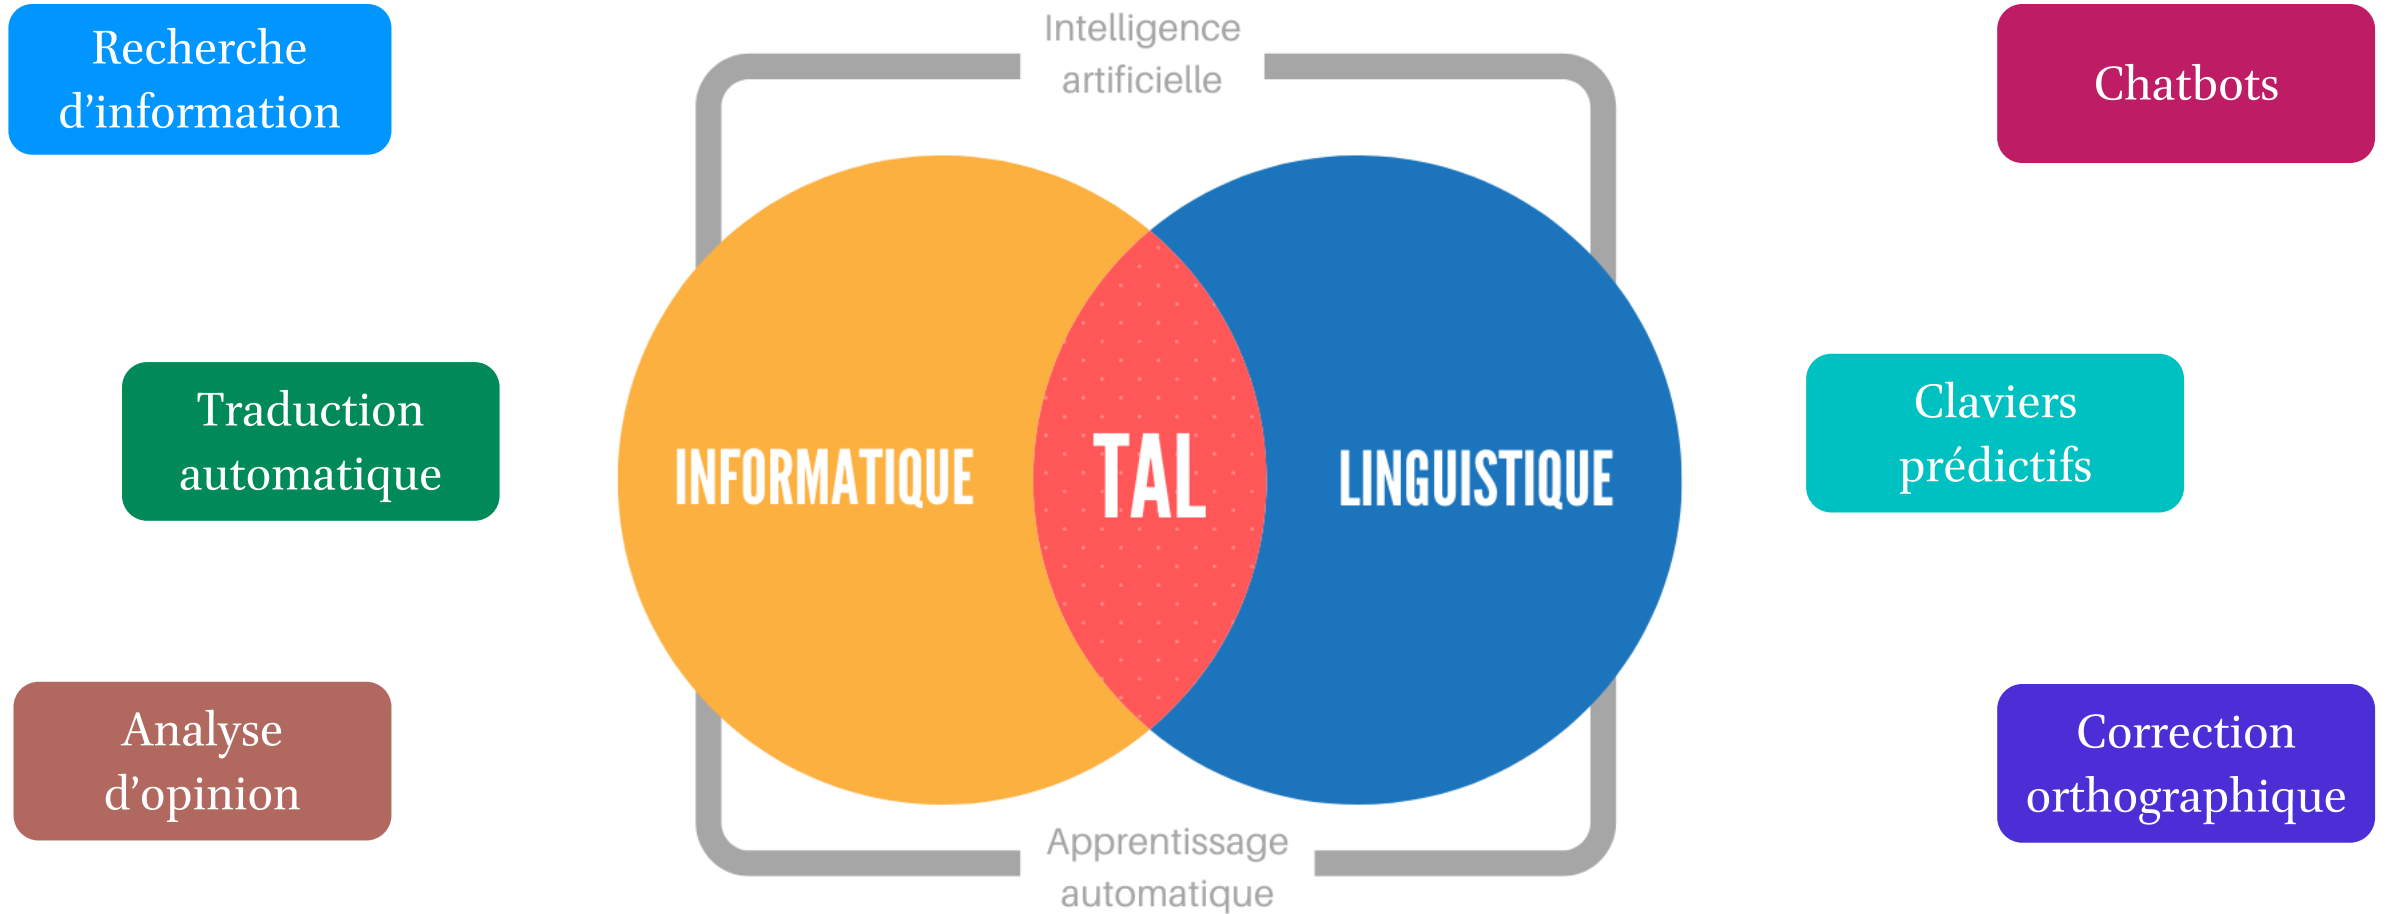 Recherche
d’information
Traduction
automatique
Analyse
d’opinion
Intelligence
artificielle
INFORMATIQUE
TAL
LINGUISTIQUE
Apprentissage
automatique
Chatbots
Claviers
prédictifs
Correction
orthographique